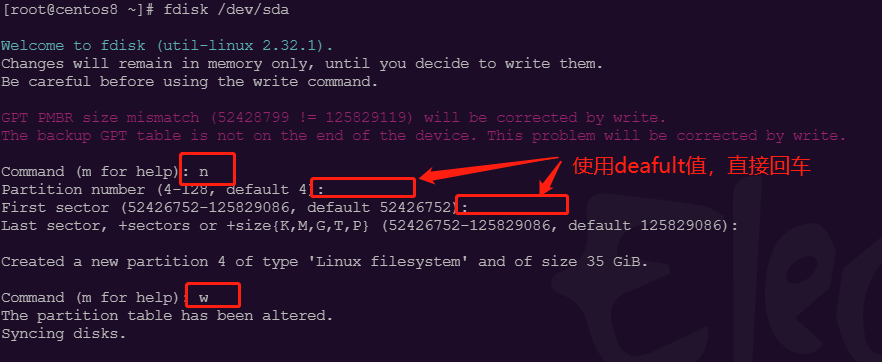 [root@centos8 ~]# fdisk /dev/sda
Welcome to fdisk (util-linux 2.32.1).
Changes will remain in memory only, until you decide to write them.
Be careful before using the write command.
GPT PMBR size mismatch (52428799 != 125829119) will be corrected by write.
The backup GPT table is not on the end of the device. This problem will be corrected by write.
Command (m for help): n
使用deafult值，直接回车
Partition number (4-128, default 4):
First sector (52426752-125829086, default 52426752):
Last sector, +sectors or +size{K,M,G,T,P} (52426752-125829086, default 125829086):
Created a new partition 4 of type 'Linux filesystem' and of size 35 GiB.
Command (m for help): w
The partition table has been altered.
Syncing disks.